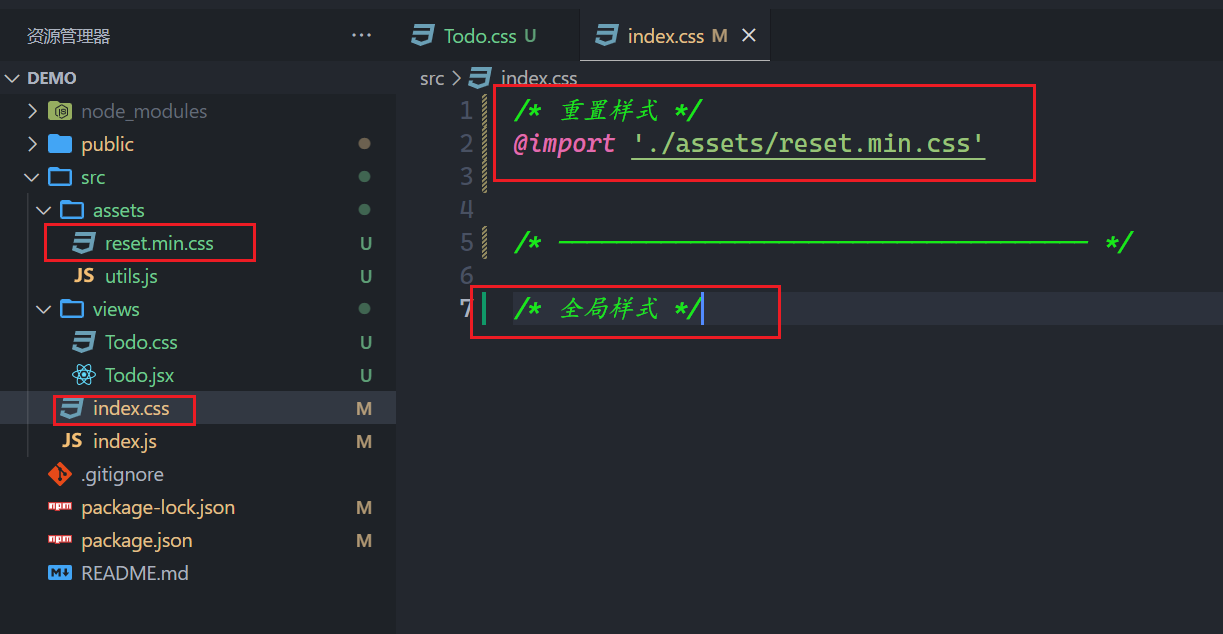 资源管理器 ···
DEMO
node_modules
public
src
assets
reset.min.css U
JS utils.js U
views
Todo.css U
Todo.jsx U
index.css M
JS index.js M
.gitignore
npm package-lock.json M
npm package.json M
M README.md
Todo.css U index.css M
src > index.css
1 /* 重置样式 */
2 @import './assets/reset.min.css'
3
4
5 /* ———————————————————————————————— */
6
7 /* 全局样式 */